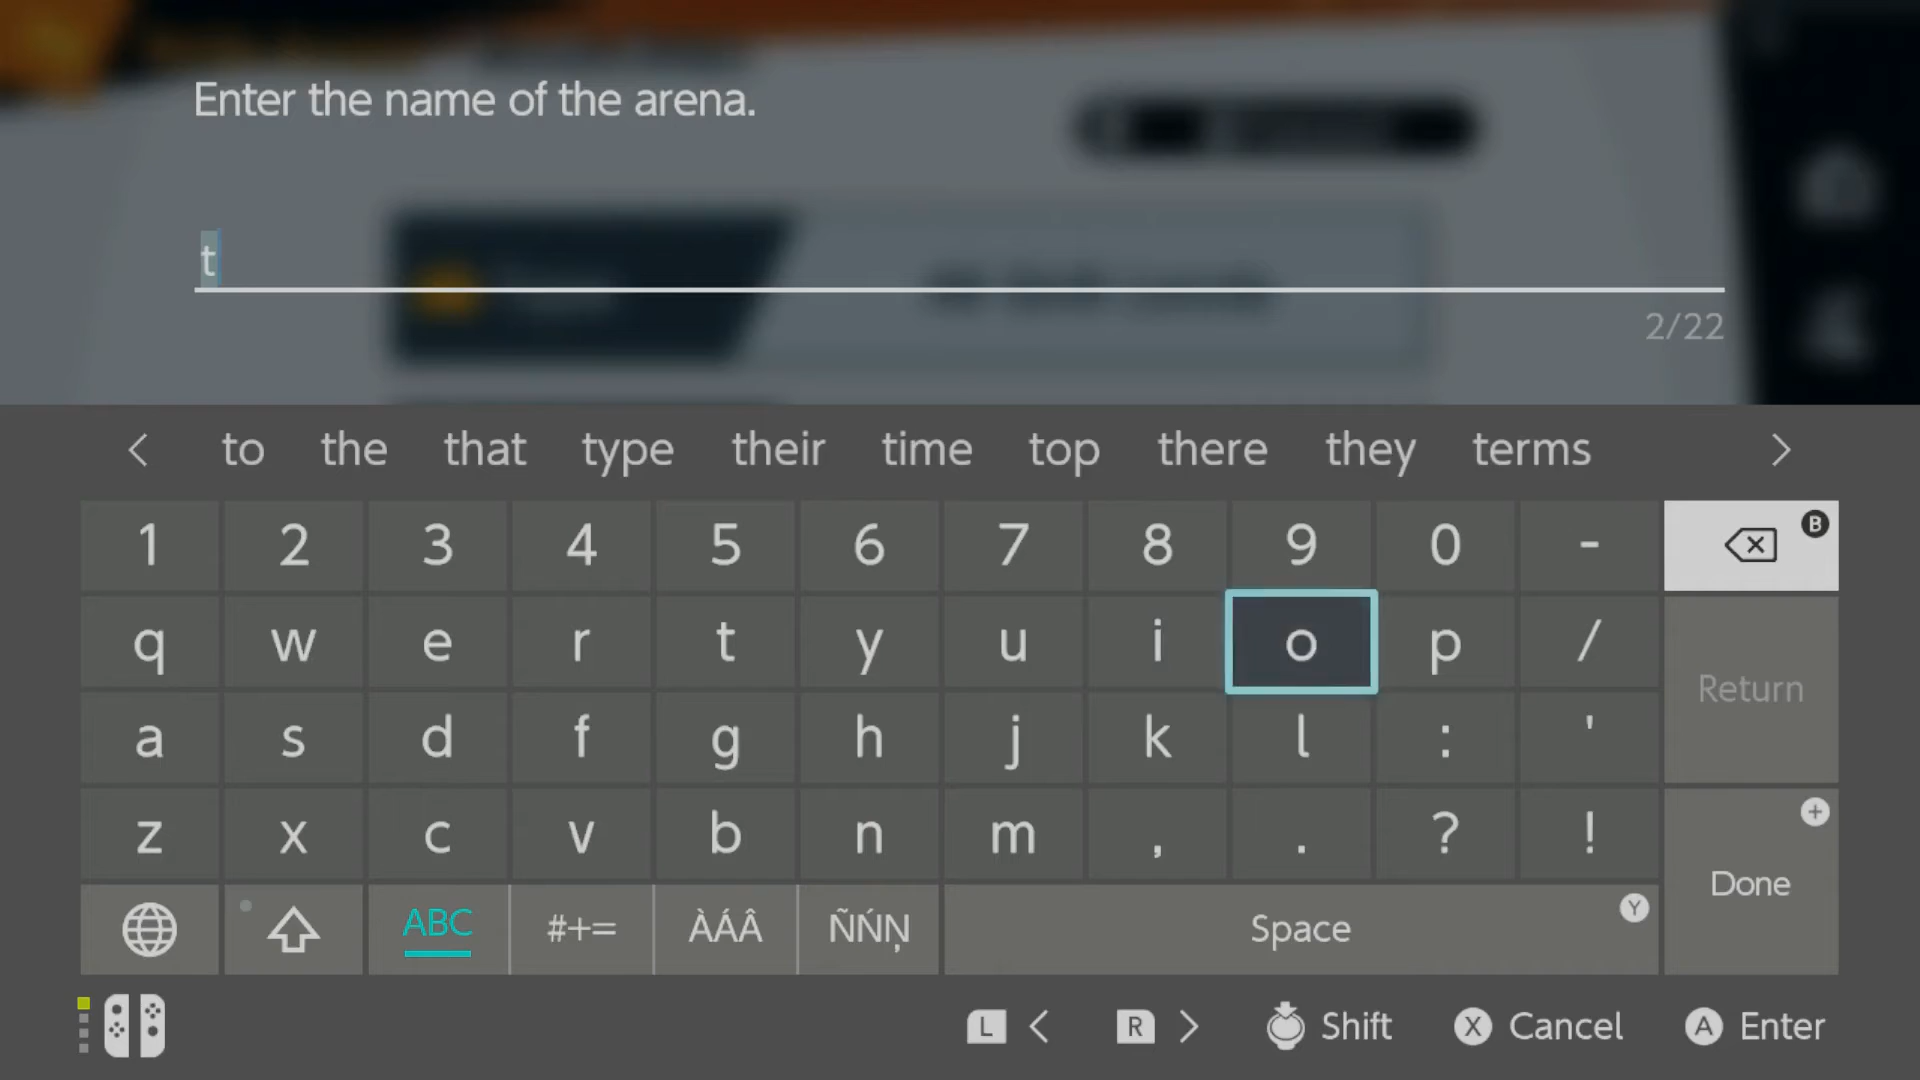 Enter the name of the arena.
t
2/22
< to the that type their time top there they terms >
1 2 3 4 5 6 7 8 9 0 - B
q w e r t y u i o p /
Return
a s d f g h j k l : '
z x c v b n m , . ? ! +
Done
ABC #+= ÀÁÂ ÑŃŅ Space Y
L < R > Shift X Cancel A Enter